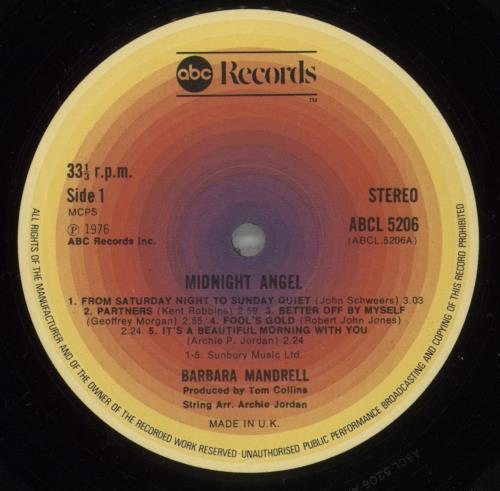 abc Records
TM
33⅓ r.p.m.
Side 1
MCPS
Ⓟ 1976
ABC Records Inc.
STEREO
ABCL 5206
(ABCL.5206A)
MIDNIGHT ANGEL
1. FROM SATURDAY NIGHT TO SUNDAY QUIET (John Schweers) 3.03
2. PARTNERS (Kent Robbins) 2.59 3. BETTER OFF BY MYSELF
(Geoffrey Morgan) 2.55 4. FOOL'S GOLD (Robert John Jones)
2.24. 5. IT'S A BEAUTIFUL MORNING WITH YOU
(Archie P. Jordan) 2.24
1-5. Sunbury Music Ltd.
BARBARA MANDRELL
Produced by Tom Collins
String Arr. Archie Jordan
MADE IN U.K.
ALL RIGHTS OF THE MANUFACTURER AND OF THE OWNER OF THE RECORDED WORK RESERVED · UNAUTHORISED PUBLIC PERFORMANCE BROADCASTING AND COPYING OF THIS RECORD PROHIBITED
ABCL 5206